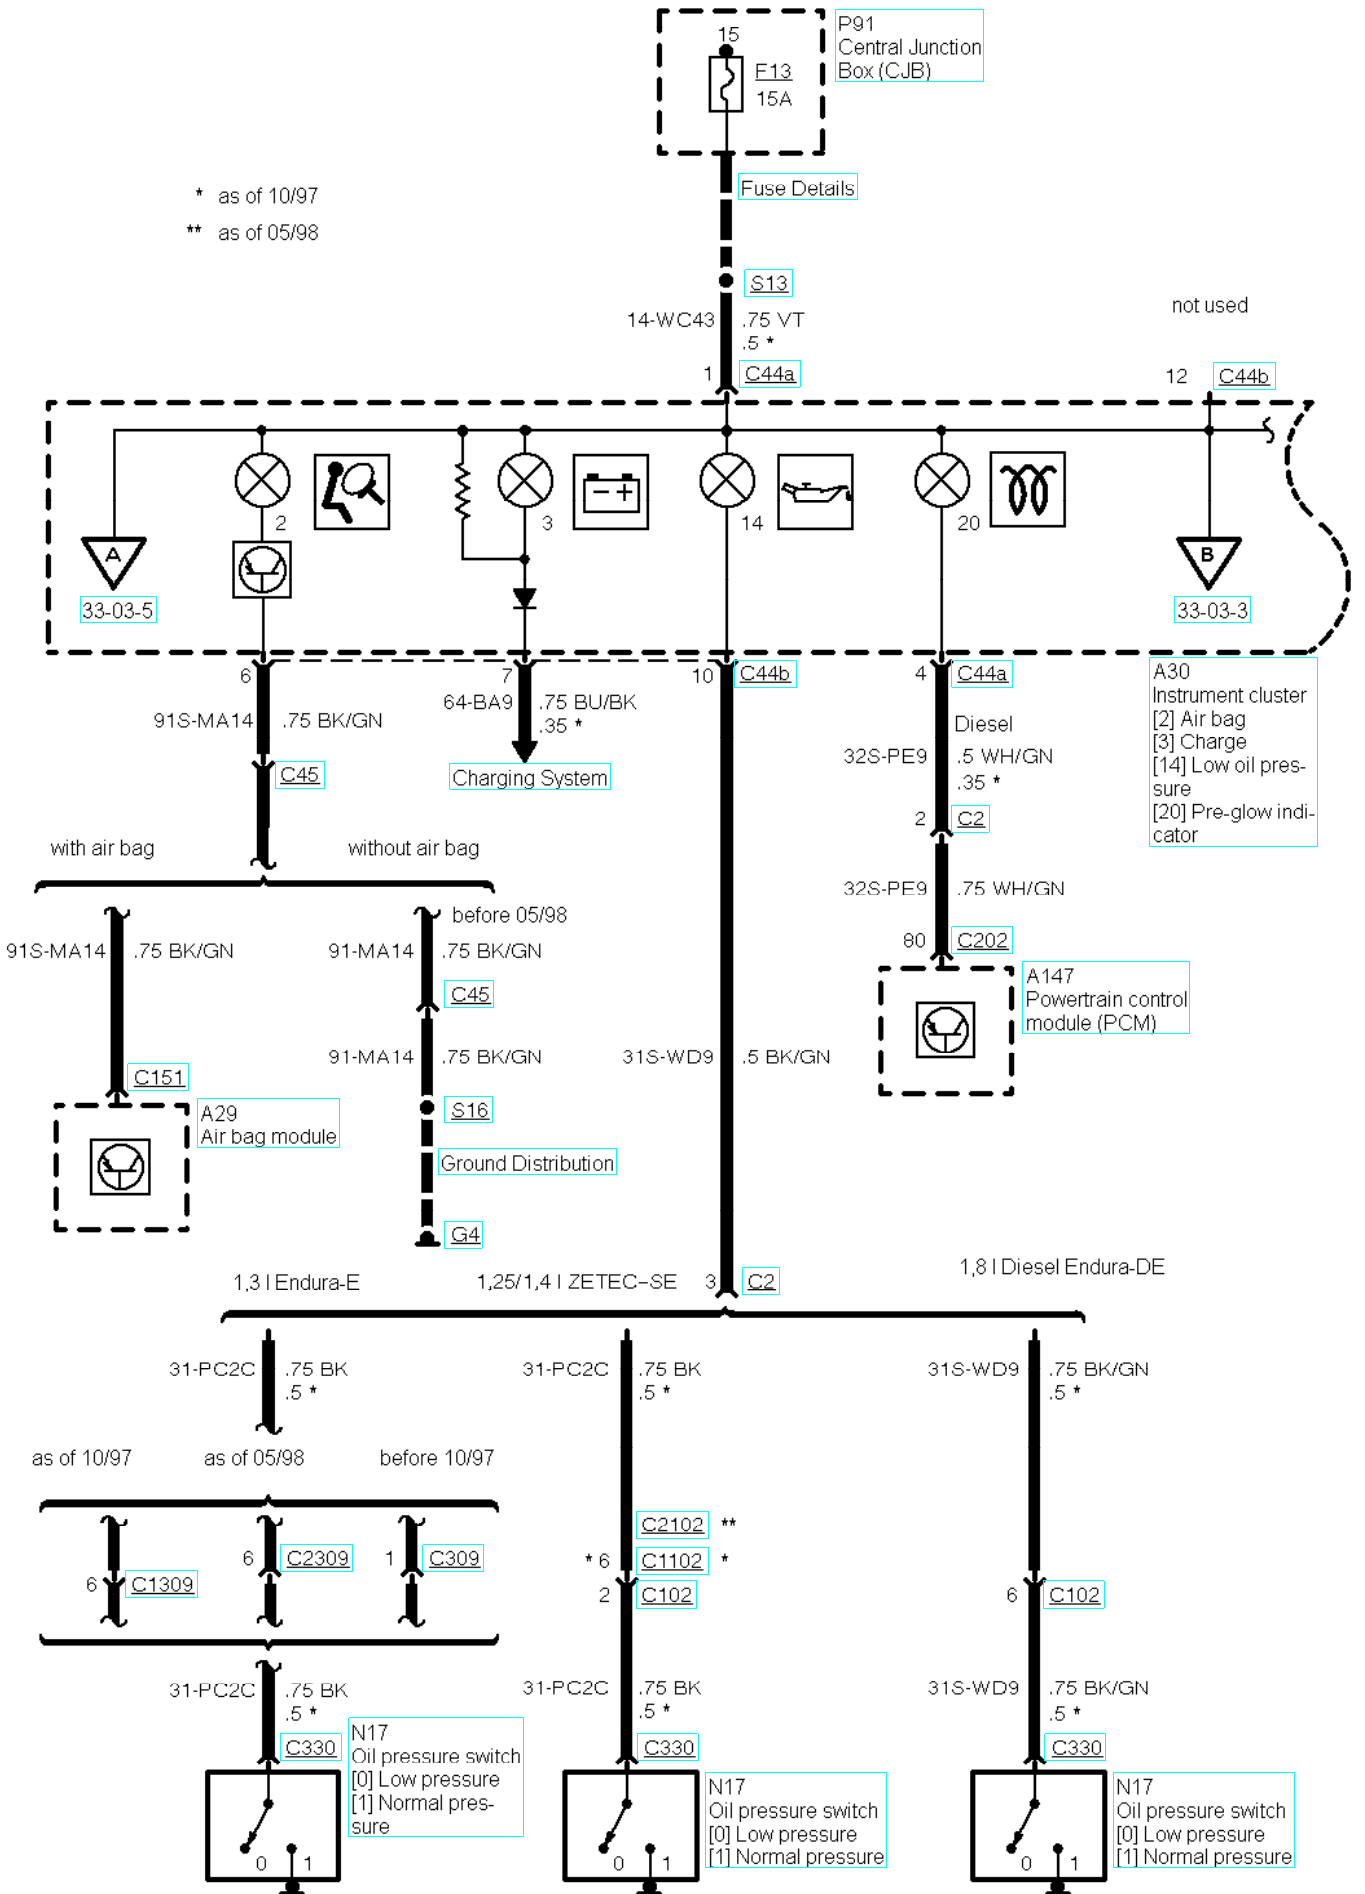 15
F13
15A
P91
Central Junction
Box (CJB)
Fuse Details
* as of 10/97
** as of 05/98
S13
14-WC43 .75 VT
.5 *
1 C44a
not used
12 C44b
2
3
14
20
A
33-03-5
B
33-03-3
6
7
10 C44b
4 C44a
A30
Instrument cluster
[2] Air bag
[3] Charge
[14] Low oil pres-
sure
[20] Pre-glow indi-
cator
91S-MA14 .75 BK/GN
64-BA9 .75 BU/BK
.35 *
Charging System
C45
Diesel
32S-PE9 .5 WH/GN
.35 *
2 C2
with air bag
without air bag
32S-PE9 .75 WH/GN
before 05/98
91S-MA14 .75 BK/GN
91-MA14 .75 BK/GN
80 C202
C45
A147
Powertrain control
module (PCM)
91-MA14 .75 BK/GN
31S-WD9 .5 BK/GN
C151
S16
A29
Air bag module
Ground Distribution
G4
1,3 l Endura-E
1,25/1,4 l ZETEC-SE
3 C2
1,8 l Diesel Endura-DE
31-PC2C .75 BK
.5 *
31-PC2C .75 BK
.5 *
31S-WD9 .75 BK/GN
.5 *
as of 10/97
as of 05/98
before 10/97
6 C1309
6 C2309
1 C309
C2102 **
* 6 C1102 *
2 C102
6 C102
31-PC2C .75 BK
.5 *
31-PC2C .75 BK
.5 *
31S-WD9 .75 BK/GN
.5 *
C330
N17
Oil pressure switch
[0] Low pressure
[1] Normal pres-
sure
0 1
C330
N17
Oil pressure switch
[0] Low pressure
[1] Normal pressure
0 1
C330
N17
Oil pressure switch
[0] Low pressure
[1] Normal pressure
0 1